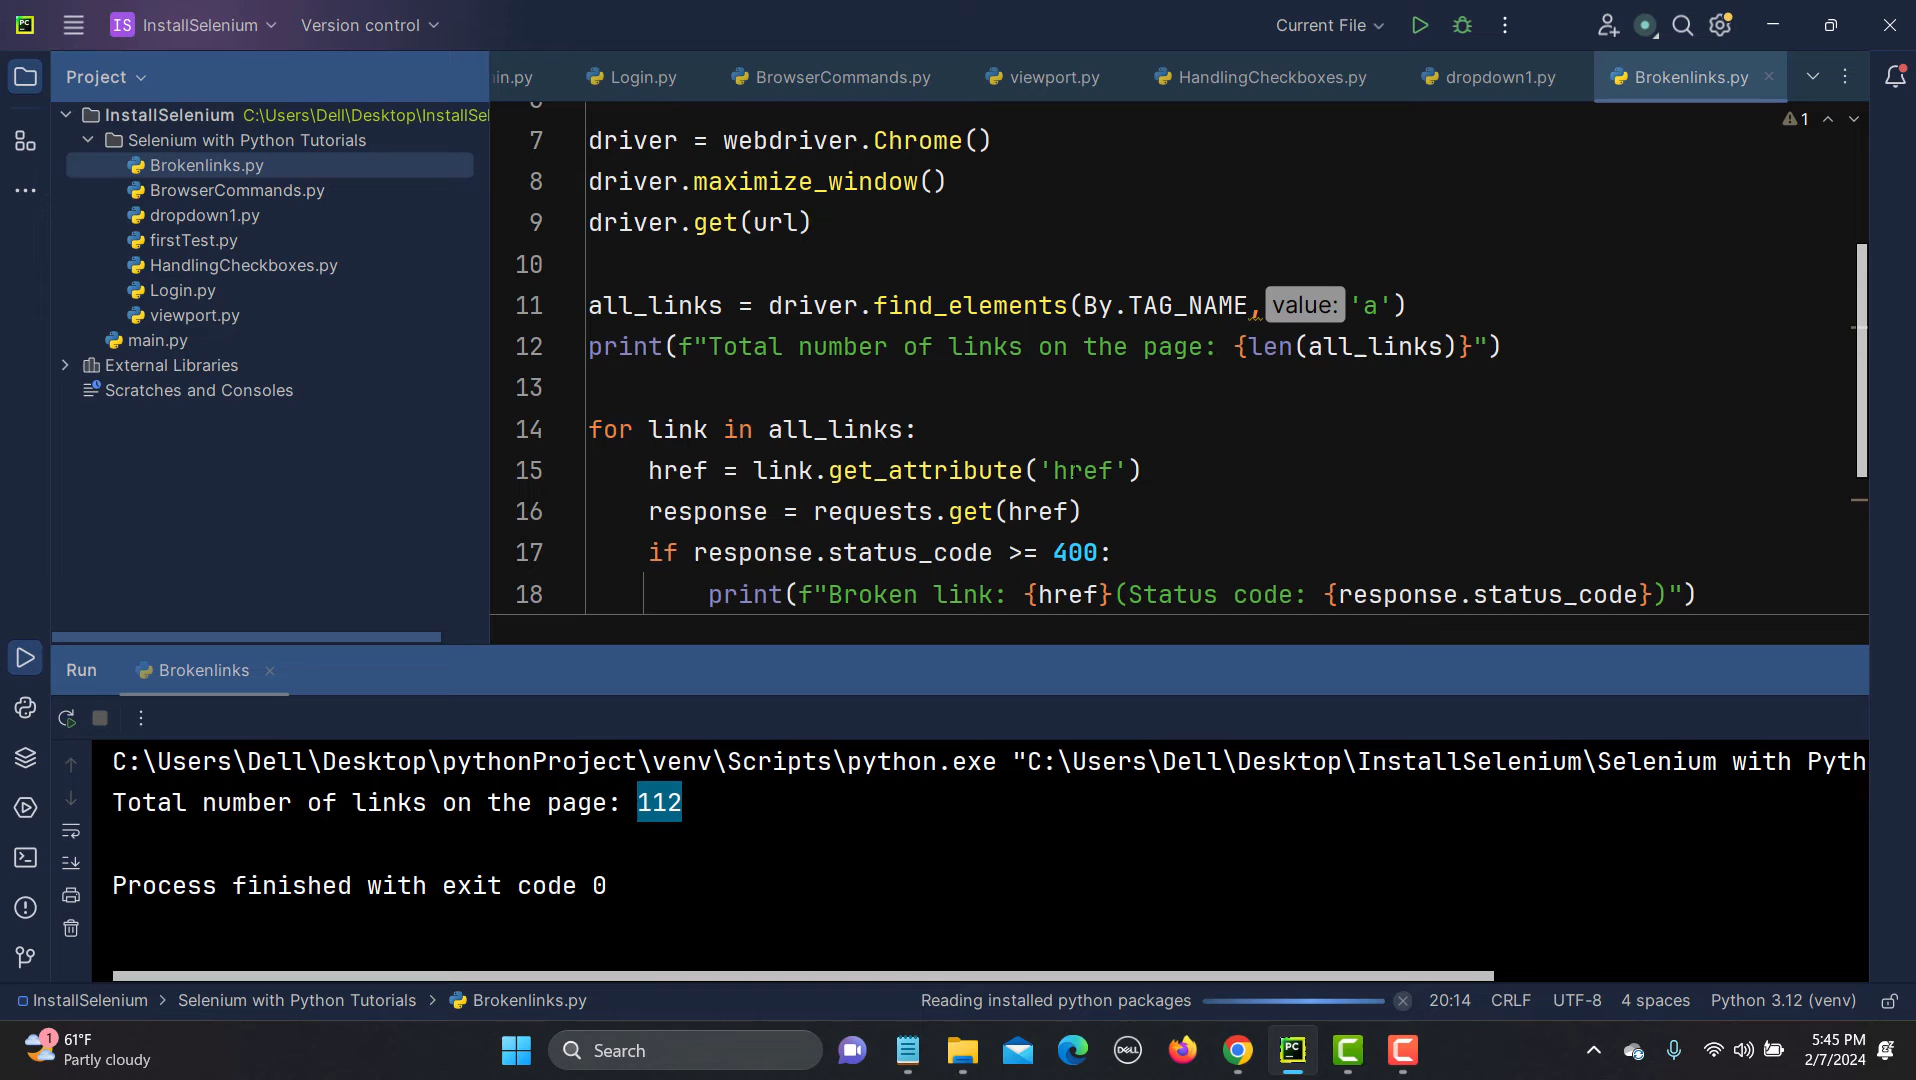 IS InstallSelenium Version control Current File
Project
in.py Login.py BrowserCommands.py viewport.py HandlingCheckboxes.py dropdown1.py Brokenlinks.py
InstallSelenium C:\Users\Dell\Desktop\InstallSel
Selenium with Python Tutorials
Brokenlinks.py
BrowserCommands.py
dropdown1.py
firstTest.py
HandlingCheckboxes.py
Login.py
viewport.py
main.py
External Libraries
Scratches and Consoles
1
7 driver = webdriver.Chrome()
8 driver.maximize_window()
9 driver.get(url)
10
11 all_links = driver.find_elements(By.TAG_NAME, value: 'a')
12 print(f"Total number of links on the page: {len(all_links)}")
13
14 for link in all_links:
15 href = link.get_attribute('href')
16 response = requests.get(href)
17 if response.status_code >= 400:
18 print(f"Broken link: {href}(Status code: {response.status_code})")
Run Brokenlinks
C:\Users\Dell\Desktop\pythonProject\venv\Scripts\python.exe "C:\Users\Dell\Desktop\InstallSelenium\Selenium with Pyth
Total number of links on the page: 112
Process finished with exit code 0
InstallSelenium > Selenium with Python Tutorials > Brokenlinks.py Reading installed python packages 20:14 CRLF UTF-8 4 spaces Python 3.12 (venv)
1 61°F
Partly cloudy
Search
DELL
PC
5:45 PM
2/7/2024